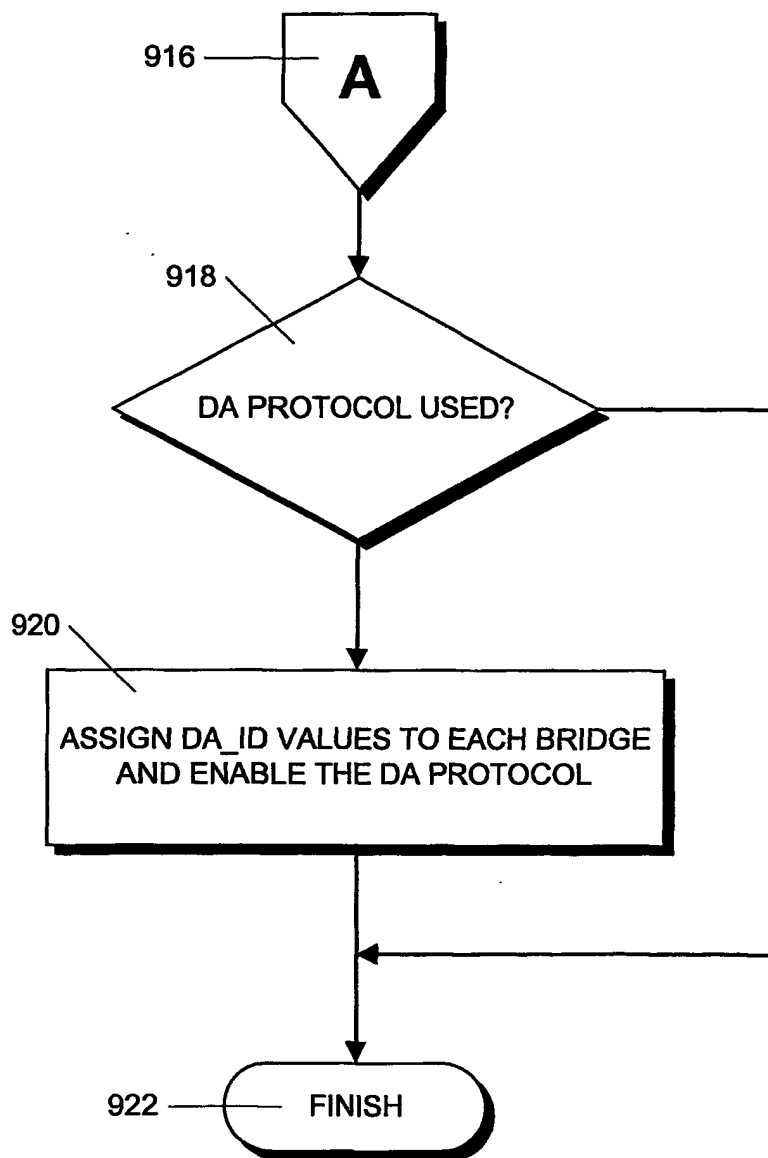 916
A
918
DA PROTOCOL USED?
920
ASSIGN DA_ID VALUES TO EACH BRIDGE
AND ENABLE THE DA PROTOCOL
922
FINISH